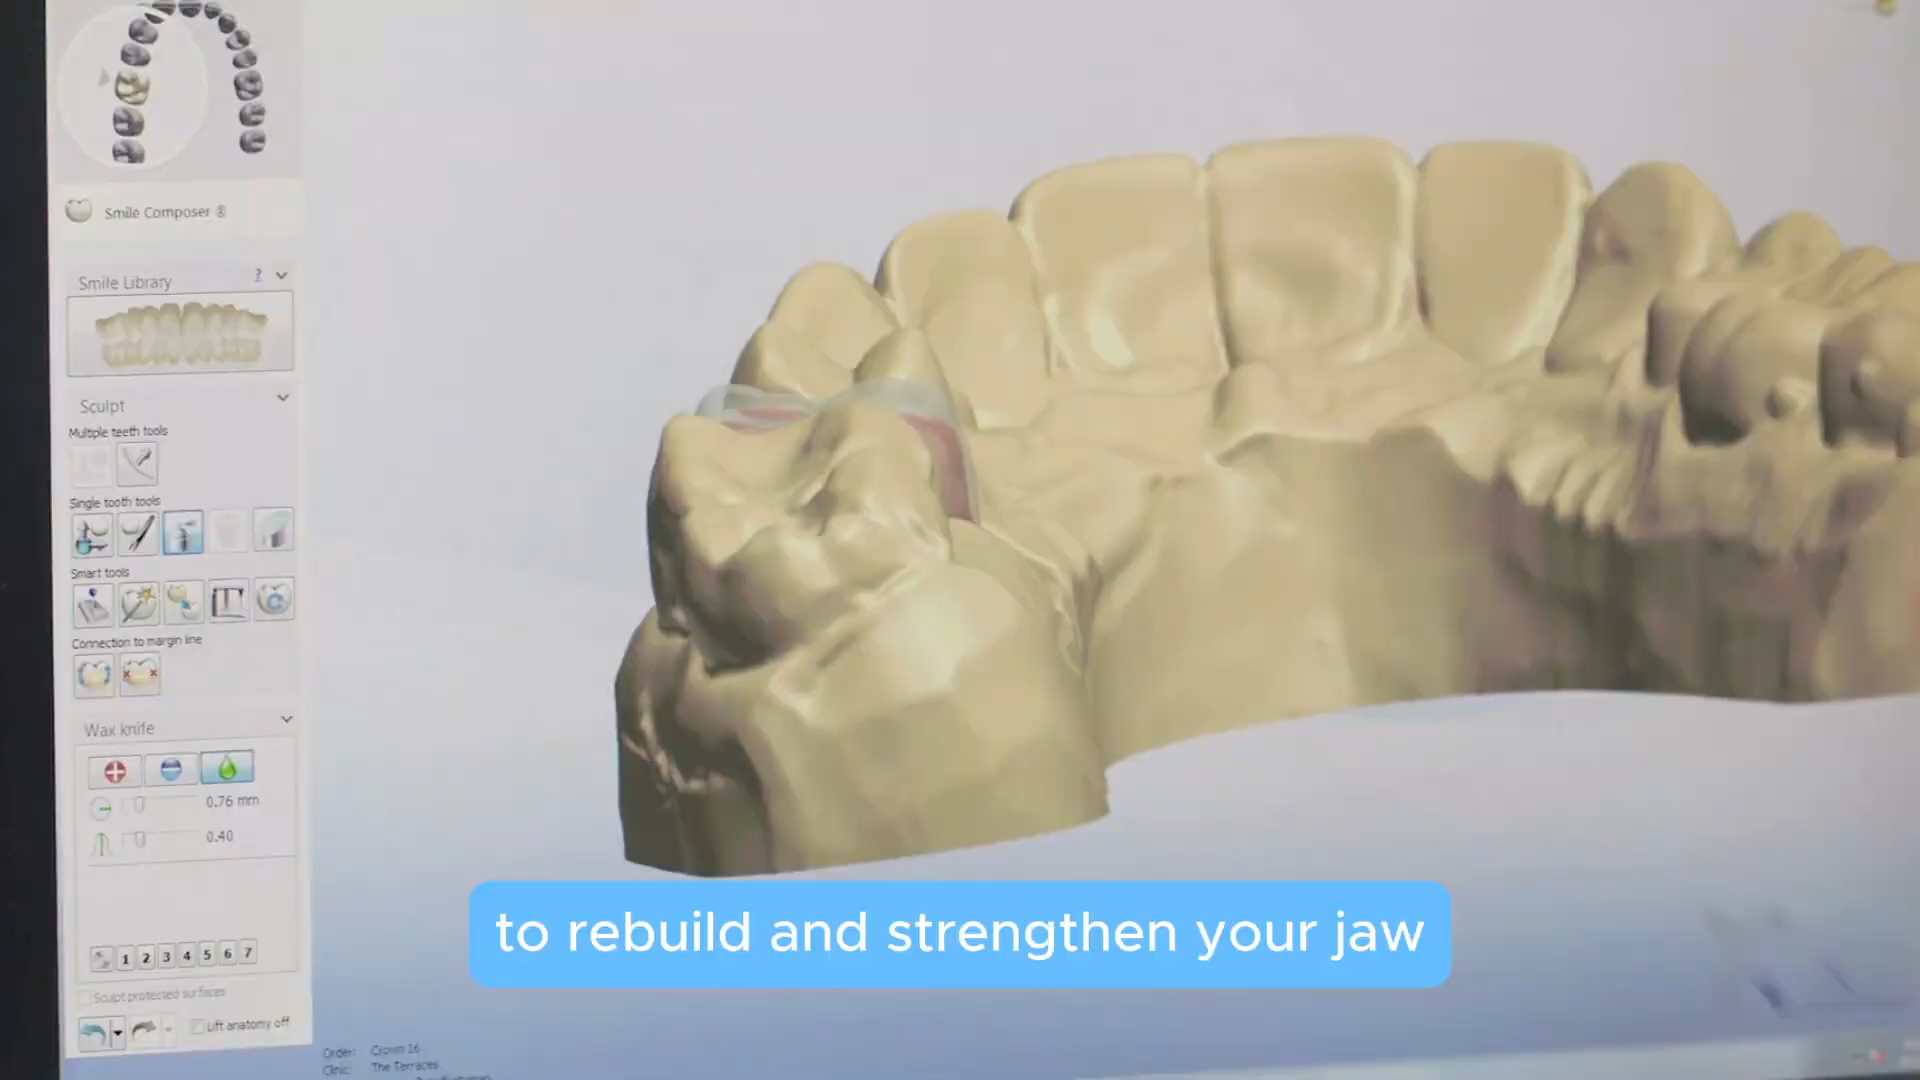 Smile Composer ®
Smile Library
?
Sculpt
Multiple teeth tools
Single tooth tools
Smart tools
Connection to margin line
Wax knife
0.76 mm
0.40
1 2 3 4 5 6 7
Sculpt protected surfaces
Lift anatomy off
Order: Crown 16
Clinic: The Terraces
to rebuild and strengthen your jaw